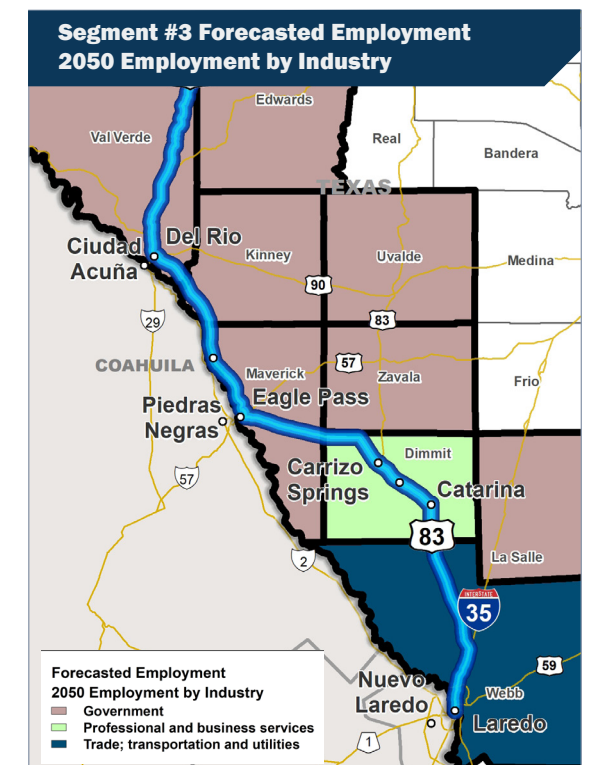 Segment #3 Forecasted Employment
2050 Employment by Industry
Edwards
Val Verde
Real
Bandera
TEXAS
Ciudad
Acuña
Del Rio
Kinney
Uvalde
Medina
90
29
83
COAHUILA
57
Maverick
Zavala
Frio
Piedras
Negras
Eagle Pass
Dimmit
57
Carrizo
Springs
Catarina
83
2
La Salle
INTERSTATE
35
59
Nuevo
Laredo
Webb
Laredo
1
Forecasted Employment
2050 Employment by Industry
Government
Professional and business services
Trade; transportation and utilities